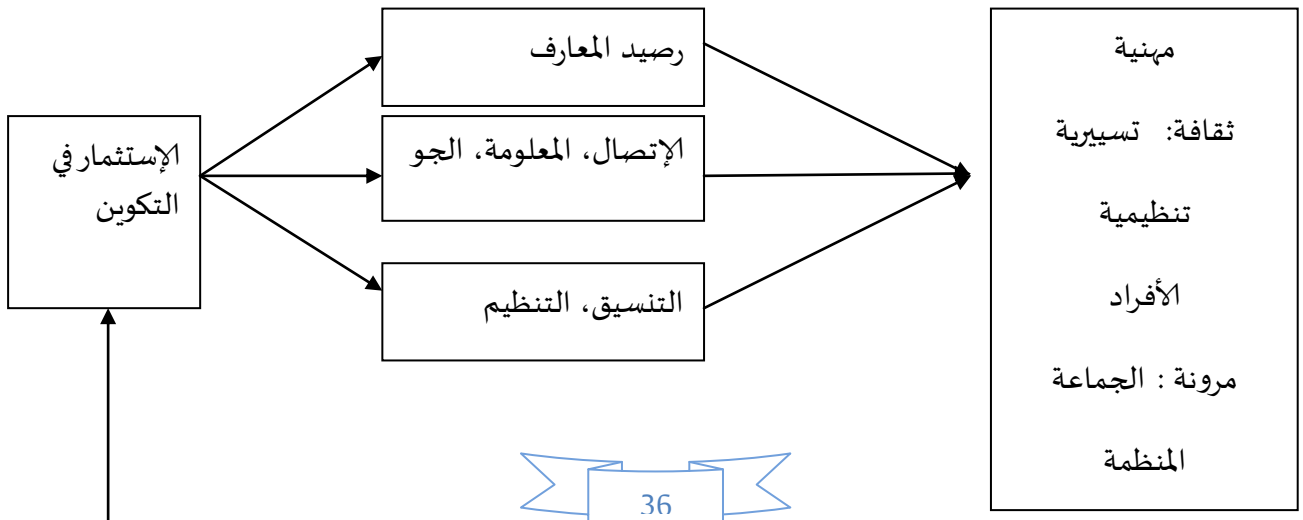 مهنية
ثقافة: تسييرية
تنظيمية
الأفراد
مرونة : الجماعة
المنظمة
رصيد المعارف
الإتصال، المعلومة، الجو
التنسيق، التنظيم
الإستثمار في
التكوين
36